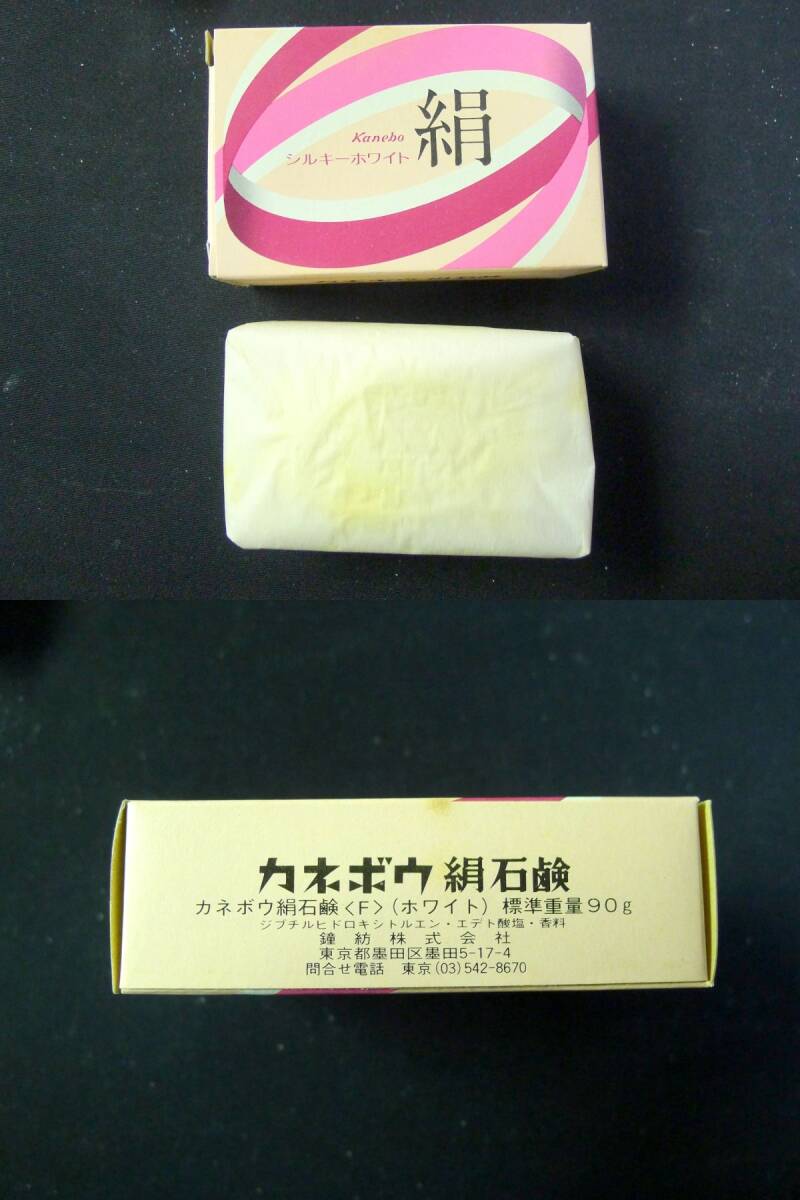 Kanebo
シルキーホワイト
絹
カネボウ 絹石鹸
カネボウ絹石鹸<F>(ホワイト) 標準重量90g
ジブチルヒドロキシトルエン・エデト酸塩・香料
鐘紡株式会社
東京都墨田区墨田5-17-4
問合せ電話 東京(03)542-8670